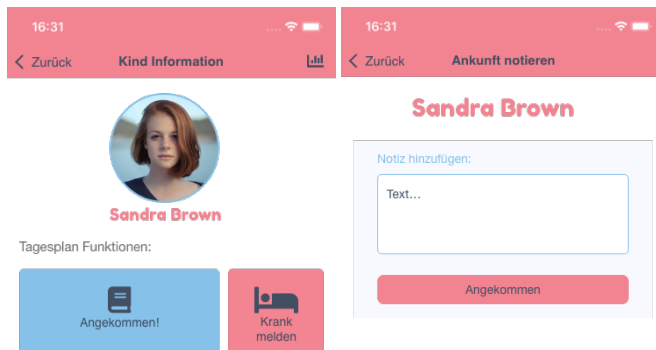 16:31
Zurück
Kind Information
Sandra Brown
Tagesplan Funktionen:
Angekommen!
Krank
melden
16:31
Zurück
Ankunft notieren
Sandra Brown
Notiz hinzufügen:
Text...
Angekommen